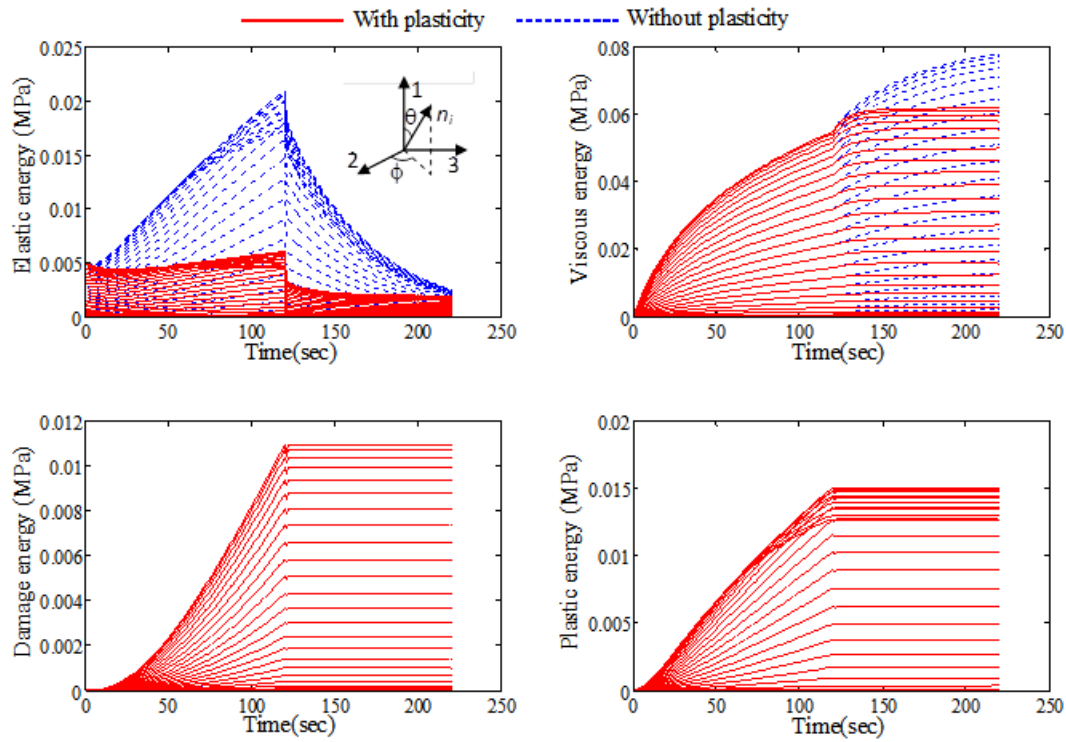 With plasticity
Without plasticity
Elastic energy (MPa)
0.025
0.02
0.015
0.01
0.005
0
0 50 100 150 200 250
Time(sec)
1
θ
n_i
2
3
ϕ
Viscous energy (MPa)
0.08
0.06
0.04
0.02
0
0 50 100 150 200 250
Time(sec)
Damage energy (MPa)
0.012
0.01
0.008
0.006
0.004
0.002
0
0 50 100 150 200 250
Time(sec)
Plastic energy (MPa)
0.02
0.015
0.01
0.005
0
0 50 100 150 200 250
Time(sec)